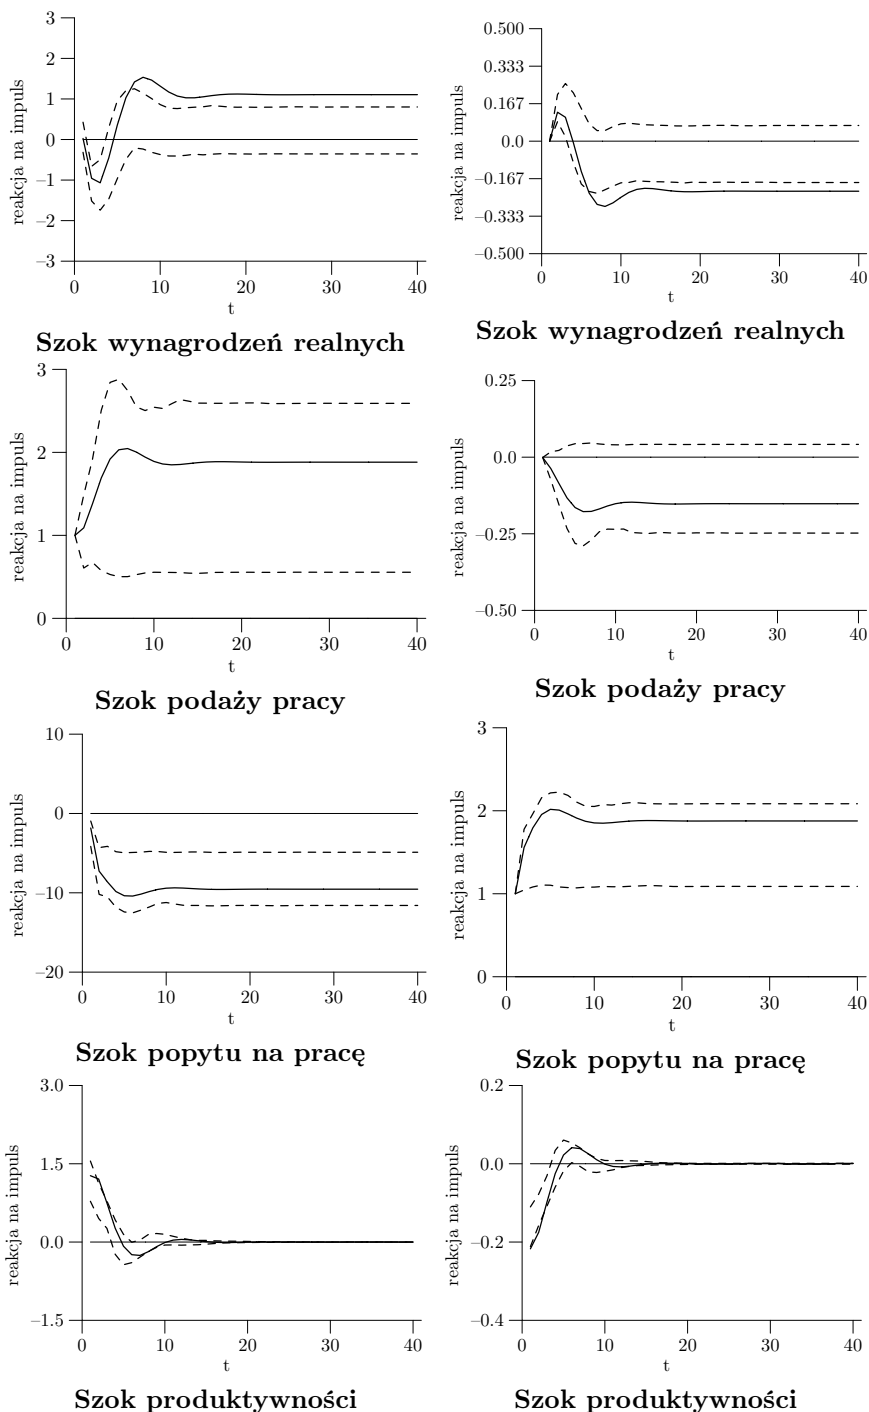 3
2
1
0
–1
–2
–3
reakcja na impuls
0 10 20 30 40
t
Szok wynagrodzeń realnych
0.500
0.333
0.167
0.0
–0.167
–0.333
–0.500
reakcja na impuls
0 10 20 30 40
t
Szok wynagrodzeń realnych
3
2
1
0
reakcja na impuls
0 10 20 30 40
t
Szok podaży pracy
0.25
0.0
–0.25
–0.50
reakcja na impuls
0 10 20 30 40
t
Szok podaży pracy
10
0
–10
–20
reakcja na impuls
0 10 20 30 40
t
Szok popytu na pracę
3
2
1
0
reakcja na impuls
0 10 20 30 40
t
Szok popytu na pracę
3.0
1.5
0.0
–1.5
reakcja na impuls
0 10 20 30 40
t
Szok produktywności
0.2
0.0
–0.2
–0.4
reakcja na impuls
0 10 20 30 40
t
Szok produktywności